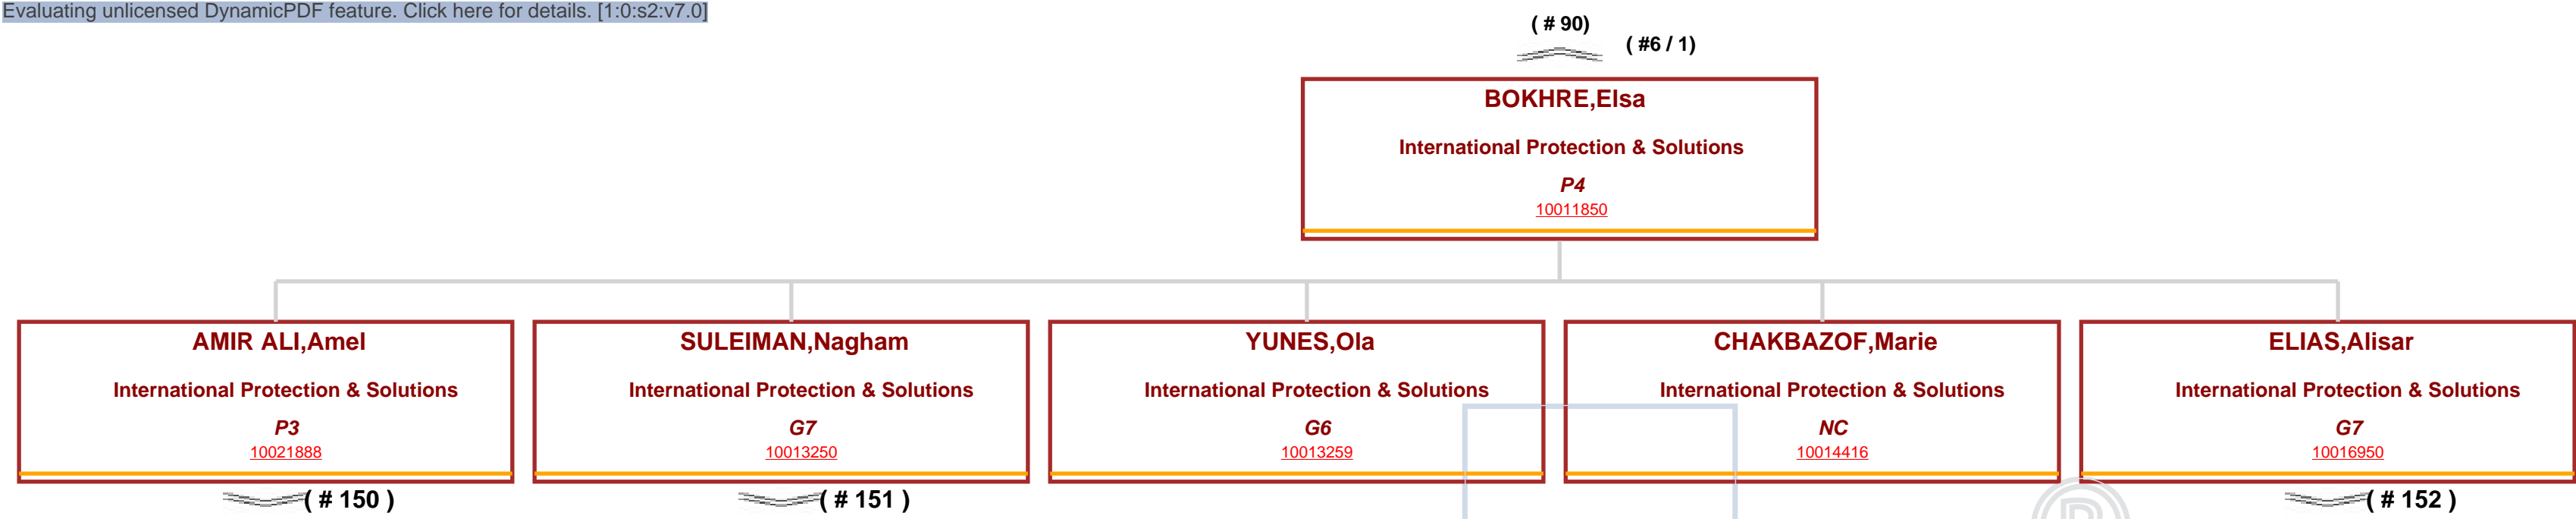 Evaluating unlicensed DynamicPDF feature. Click here for details. [1:0:s2:v7.0]
( # 90)
( #6 / 1)
BOKHRE,Elsa
International Protection & Solutions
P4
10011850
AMIR ALI,Amel
International Protection & Solutions
P3
10021888
( # 150 )
SULEIMAN,Nagham
International Protection & Solutions
G7
10013250
( # 151 )
YUNES,Ola
International Protection & Solutions
G6
10013259
CHAKBAZOF,Marie
International Protection & Solutions
NC
10014416
ELIAS,Alisar
International Protection & Solutions
G7
10016950
( # 152 )